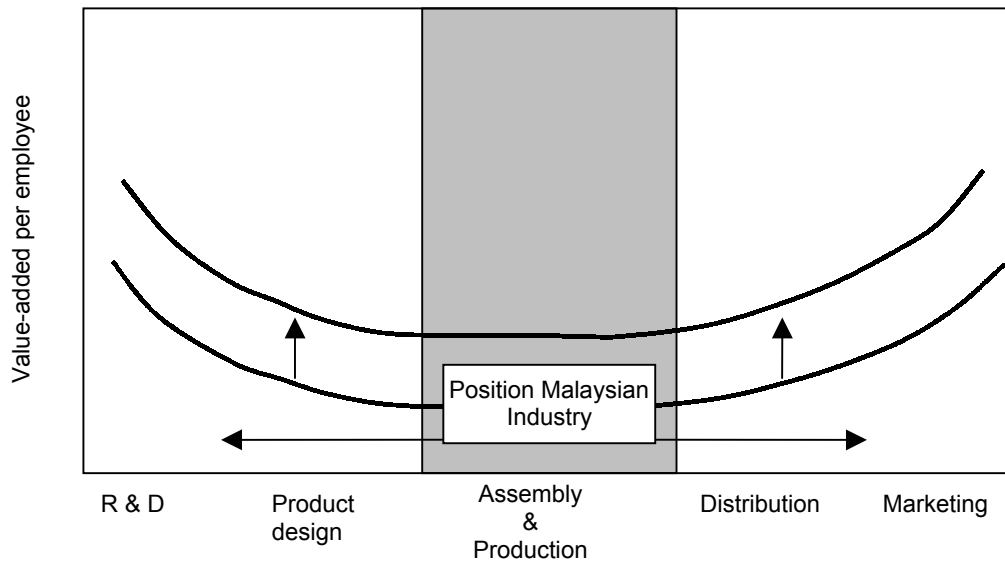 Value-added per employee
Position Malaysian
Industry
R & D
Product
design
Assembly
&
Production
Distribution
Marketing